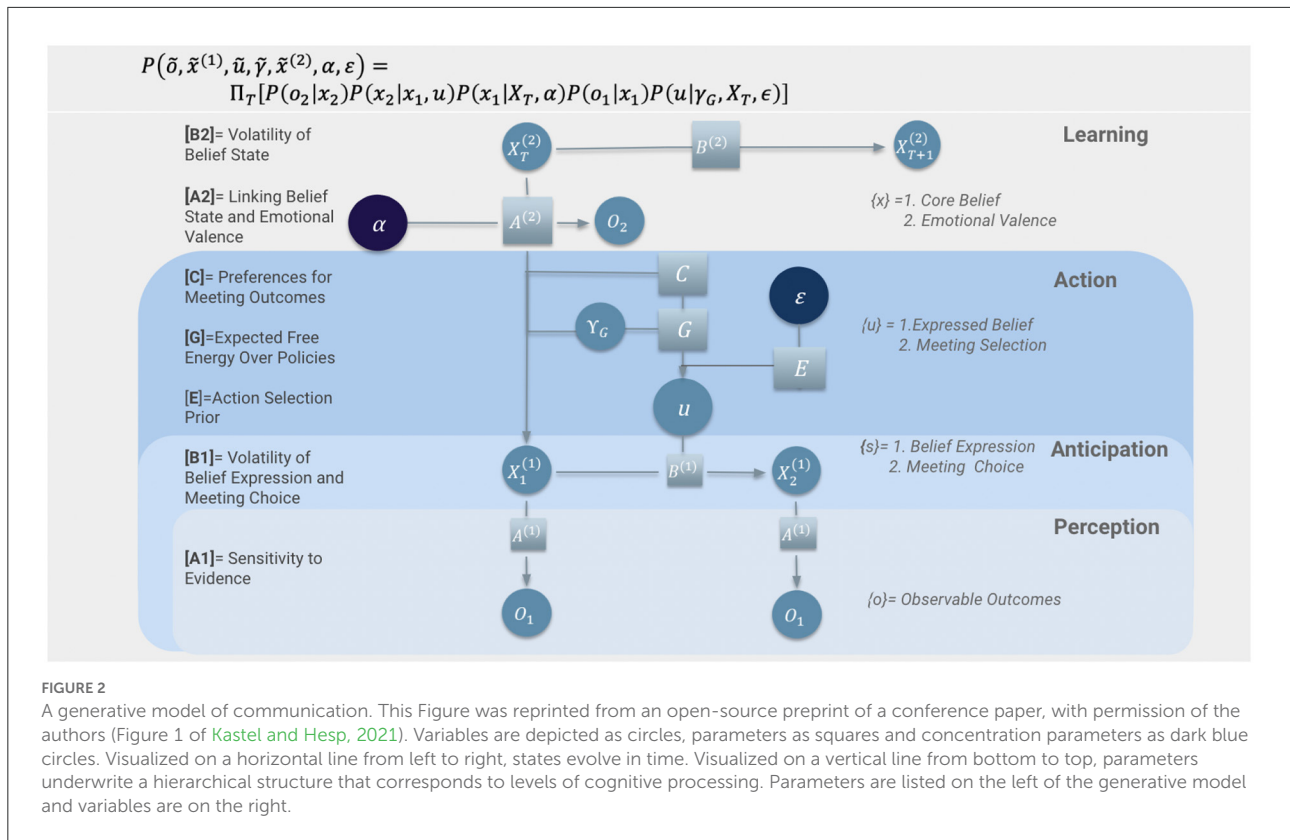 P(õ, x̃⁽¹⁾, ũ, γ̃, x̃⁽²⁾, α, ε) =
Π_T[P(o₂|x₂)P(x₂|x₁, u)P(x₁|X_T, α)P(o₁|x₁)P(u|γ_G, X_T, ϵ)]
[B2]= Volatility of
Belief State
X_T⁽²⁾
B⁽²⁾
X_{T+1}⁽²⁾
Learning
[A2]= Linking Belief
State and Emotional
Valence
α
A⁽²⁾
O₂
{x} =1. Core Belief
2. Emotional Valence
[C]= Preferences for
Meeting Outcomes
C
Action
ε
[G]=Expected Free
Energy Over Policies
ϒ_G
G
{u} = 1.Expressed Belief
2. Meeting Selection
E
[E]=Action Selection
Prior
u
[B1]= Volatility of
Belief Expression and
Meeting Choice
X₁⁽¹⁾
B⁽¹⁾
X₂⁽¹⁾
{s}= 1. Belief Expression
2. Meeting Choice
Anticipation
A⁽¹⁾
A⁽¹⁾
Perception
[A1]= Sensitivity to
Evidence
O₁
O₁
{o}= Observable Outcomes
FIGURE 2
A generative model of communication. This Figure was reprinted from an open-source preprint of a conference paper, with permission of the
authors (Figure 1 of Kastel and Hesp, 2021). Variables are depicted as circles, parameters as squares and concentration parameters as dark blue
circles. Visualized on a horizontal line from left to right, states evolve in time. Visualized on a vertical line from bottom to top, parameters
underwrite a hierarchical structure that corresponds to levels of cognitive processing. Parameters are listed on the left of the generative model
and variables are on the right.